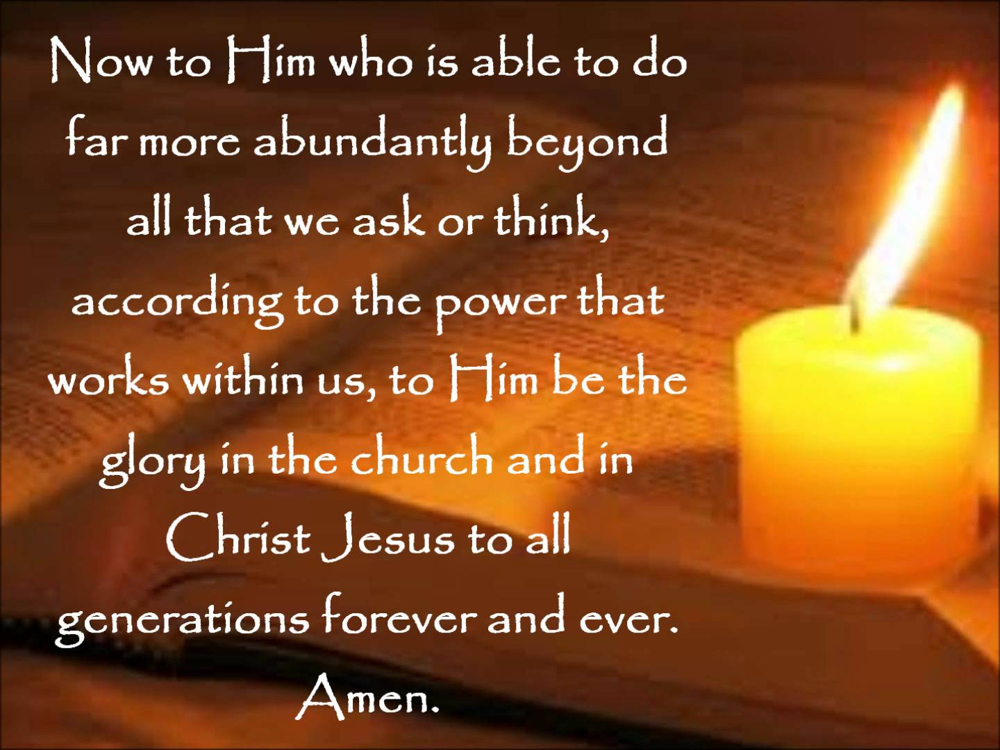 Now to Him who is able to do
far more abundantly beyond
all that we ask or think,
according to the power that
works within us, to Him be the
glory in the church and in
Christ Jesus to all
generations forever and ever.
Amen.